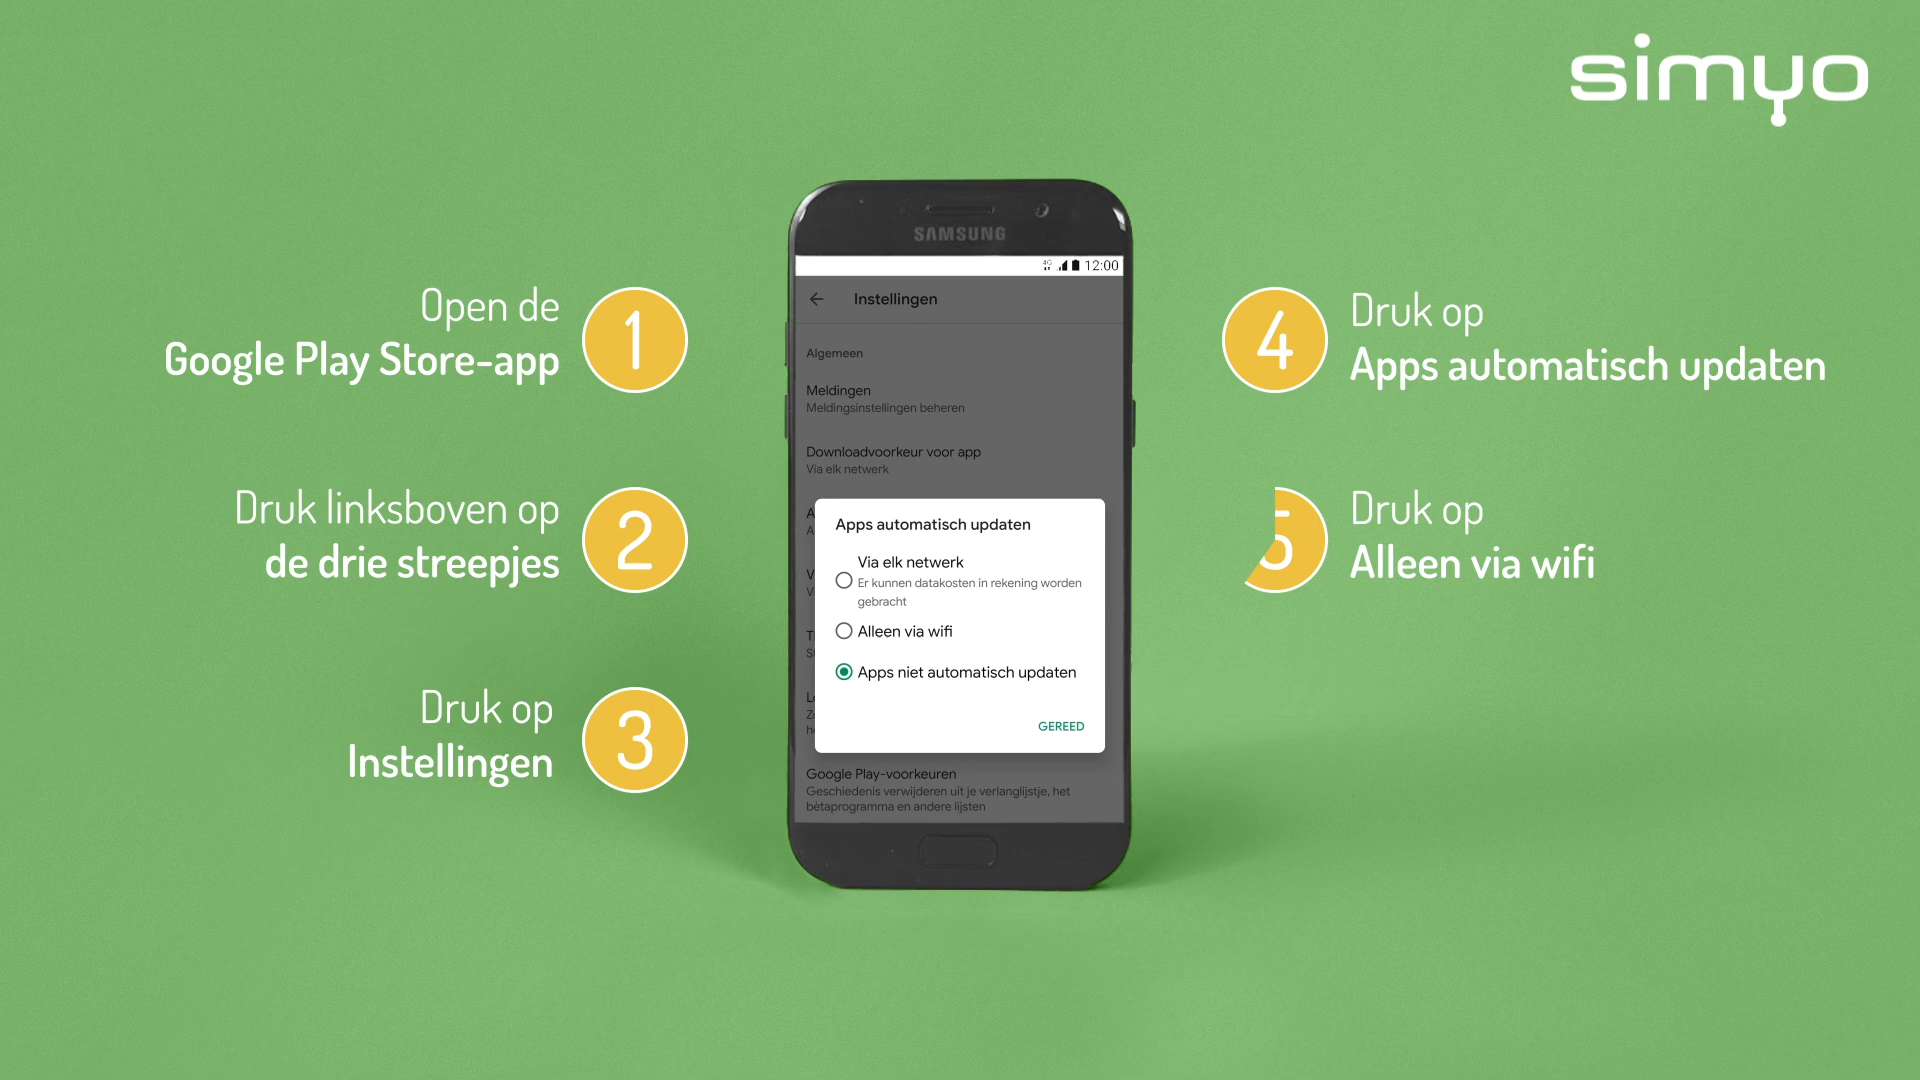 simyo
Open de
Google Play Store-app
1
Druk linksboven op
de drie streepjes
2
Druk op
Instellingen
3
SAMSUNG
4G 12:00
Instellingen
Algemeen
Meldingen
Meldingsinstellingen beheren
Downloadvoorkeur voor app
Via elk netwerk
Apps automatisch updaten
Via elk netwerk
Er kunnen datakosten in rekening worden
gebracht
Alleen via wifi
Apps niet automatisch updaten
GEREED
Google Play-voorkeuren
Geschiedenis verwijderen uit je verlanglijstje, het
bètaprogramma en andere lijsten
4
Druk op
Apps automatisch updaten
5
Druk op
Alleen via wifi